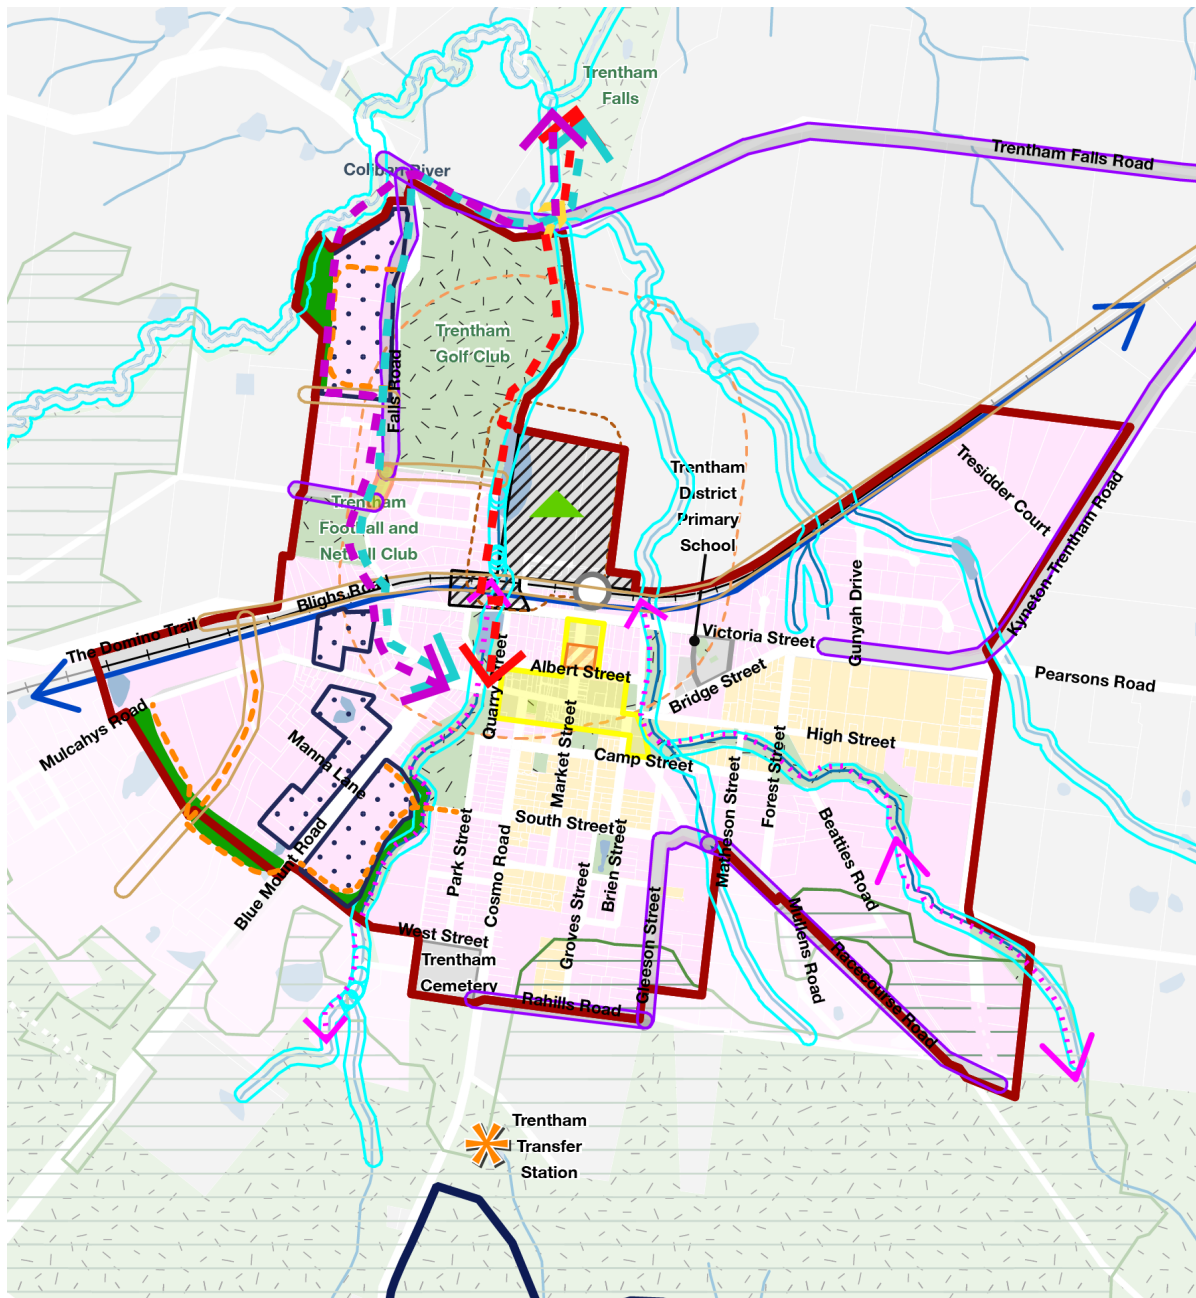 Trentham
Falls
Trentham Falls Road
Coliban River
Trentham
Golf Club
Falls Road
Trentham
District
Primary
School
Tresidder Court
Trentham
Football and
Netball Club
Kyneton-Trentham Road
Blighs Road
The Domino Trail
Gunyah Drive
Victoria Street
Quarry Street
Albert Street
Bridge Street
Pearsons Road
Mulcahys Road
Manna Lane
Market Street
High Street
Camp Street
Forest Street
Matheson Street
South Street
Park Street
Cosmo Road
Brien Street
Beatties Road
Blue Mount Road
Groves Street
Gleeson Street
Mullens Road
Racecourse Road
West Street
Trentham
Cemetery
Rahills Road
Trentham
Transfer
Station